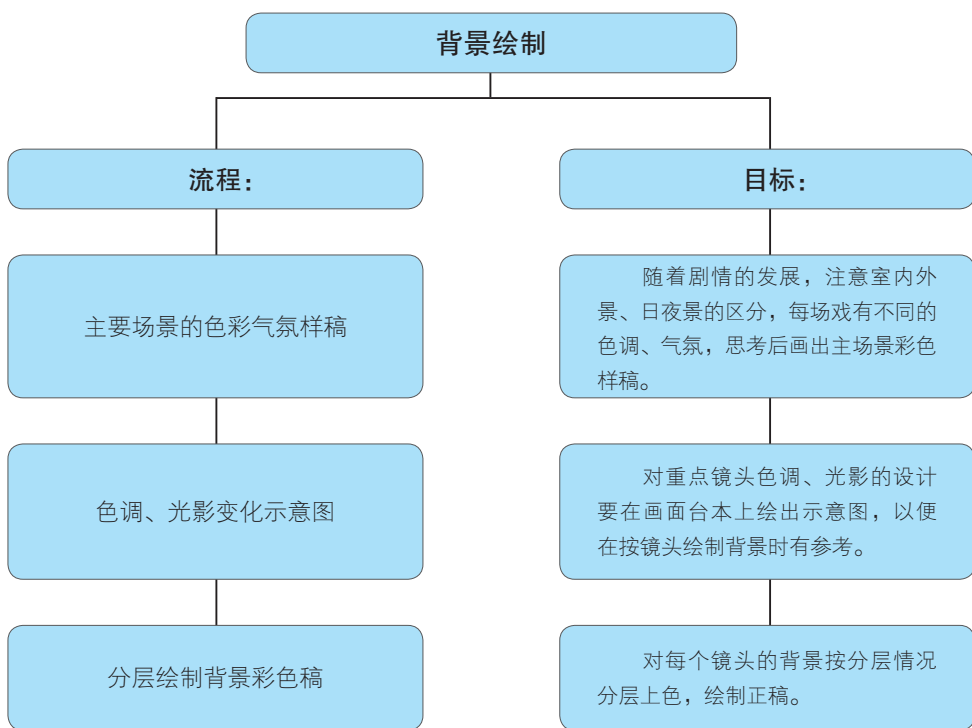 背景绘制
流程：
目标：
主要场景的色彩气氛样稿
随着剧情的发展，注意室内外
景、日夜景的区分，每场戏有不同的
色调、气氛，思考后画出主场景彩色
样稿。
色调、光影变化示意图
对重点镜头色调、光影的设计
要在画面台本上绘出示意图，以便
在按镜头绘制背景时有参考。
分层绘制背景彩色稿
对每个镜头的背景按分层情况
分层上色，绘制正稿。